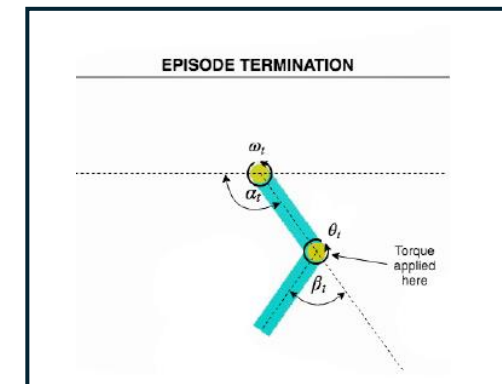 EPISODE TERMINATION
ωₜ
αₜ
θₜ
Torque
applied
here
βₜ